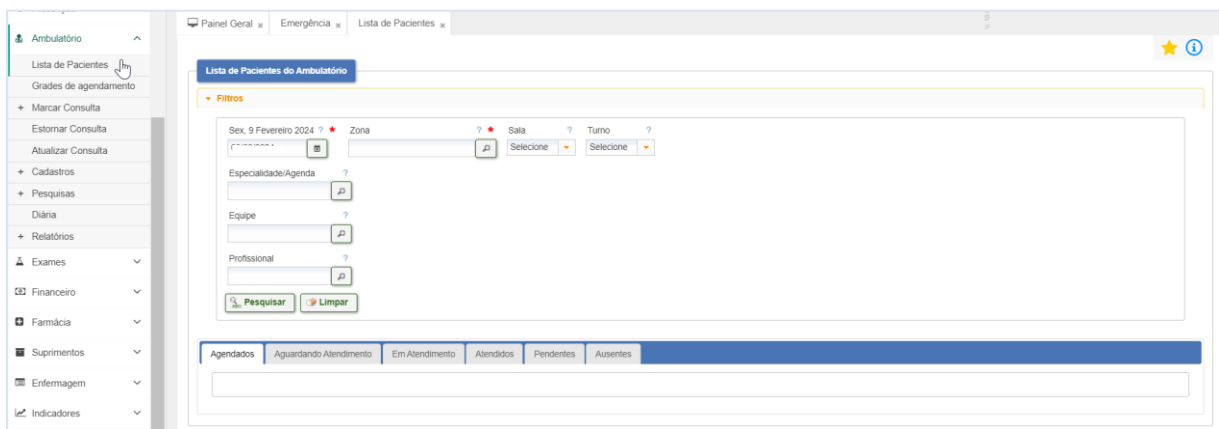 Painel Geral
Emergência
Lista de Pacientes
Ambulatório
Lista de Pacientes
Grades de agendamento
+ Marcar Consulta
Estornar Consulta
Atualizar Consulta
+ Cadastros
+ Pesquisas
Diária
+ Relatórios
Exames
Financeiro
Farmácia
Suprimentos
Enfermagem
Indicadores
Lista de Pacientes do Ambulatório
Filtros
Sex, 9 Fevereiro 2024 ? * Zona ? * Sala ? Turno ?
Selecione Selecione
Especialidade/Agenda ?
Equipe ?
Profissional ?
Pesquisar Limpar
Agendados Aguardando Atendimento Em Atendimento Atendidos Pendentes Ausentes